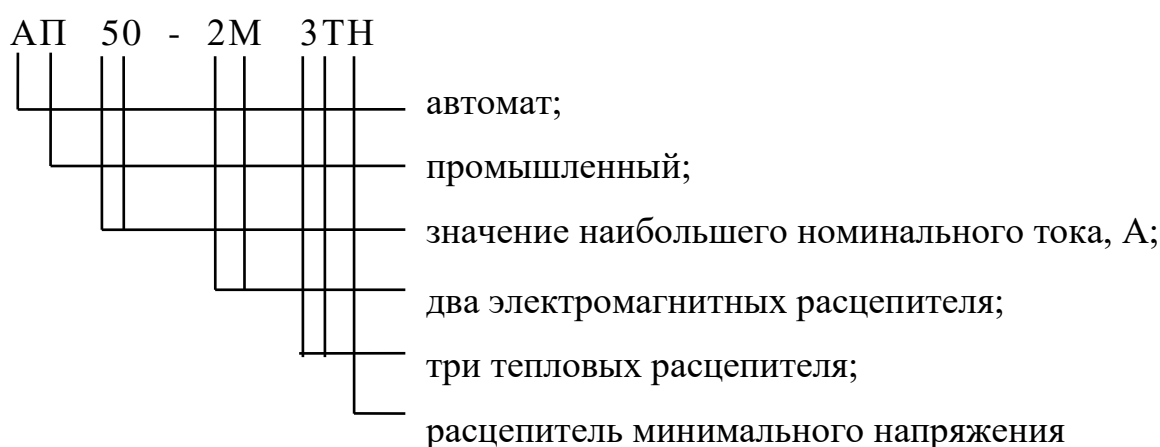 АП 50 - 2М 3ТН
автомат;
промышленный;
значение наибольшего номинального тока, А;
два электромагнитных расцепителя;
три тепловых расцепителя;
расцепитель минимального напряжения